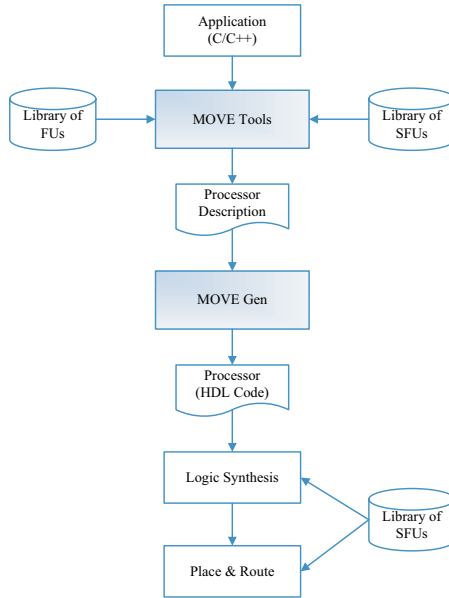 Application
(C/C++)
Library of
FUs
MOVE Tools
Library of
SFUs
Processor
Description
MOVE Gen
Processor
(HDL Code)
Logic Synthesis
Library of
SFUs
Place & Route